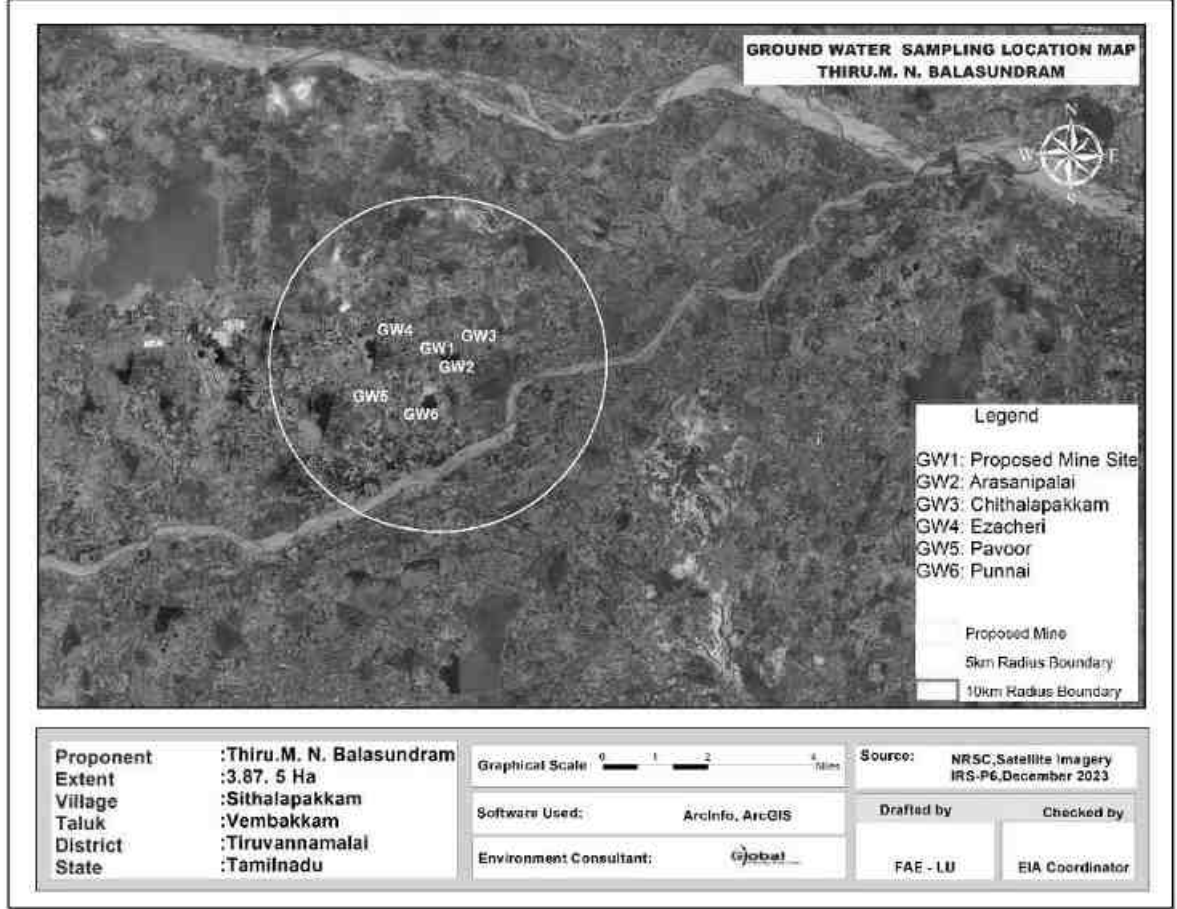 GROUND WATER SAMPLING LOCATION MAP
THIRU.M. N. BALASUNDRAM
N
W E
S
GW4
GW3
GW1
GW2
GW5
GW6
Legend
GW1: Proposed Mine Site
GW2: Arasanipalai
GW3: Chithalapakkam
GW4: Ezacheri
GW5: Pavoor
GW6: Punnai
Proposed Mine
5km Radius Boundary
10km Radius Boundary
Proponent :Thiru.M. N. Balasundram
Extent :3.87. 5 Ha
Village :Sithalapakkam
Taluk :Vembakkam
District :Tiruvannamalai
State :Tamilnadu
Graphical Scale 0 1 2 4 Miles
Software Used: ArcInfo, ArcGIS
Environment Consultant: Global
Source: NRSC,Satellite Imagery
IRS-P6,December 2023
Drafted by Checked by
FAE - LU EIA Coordinator